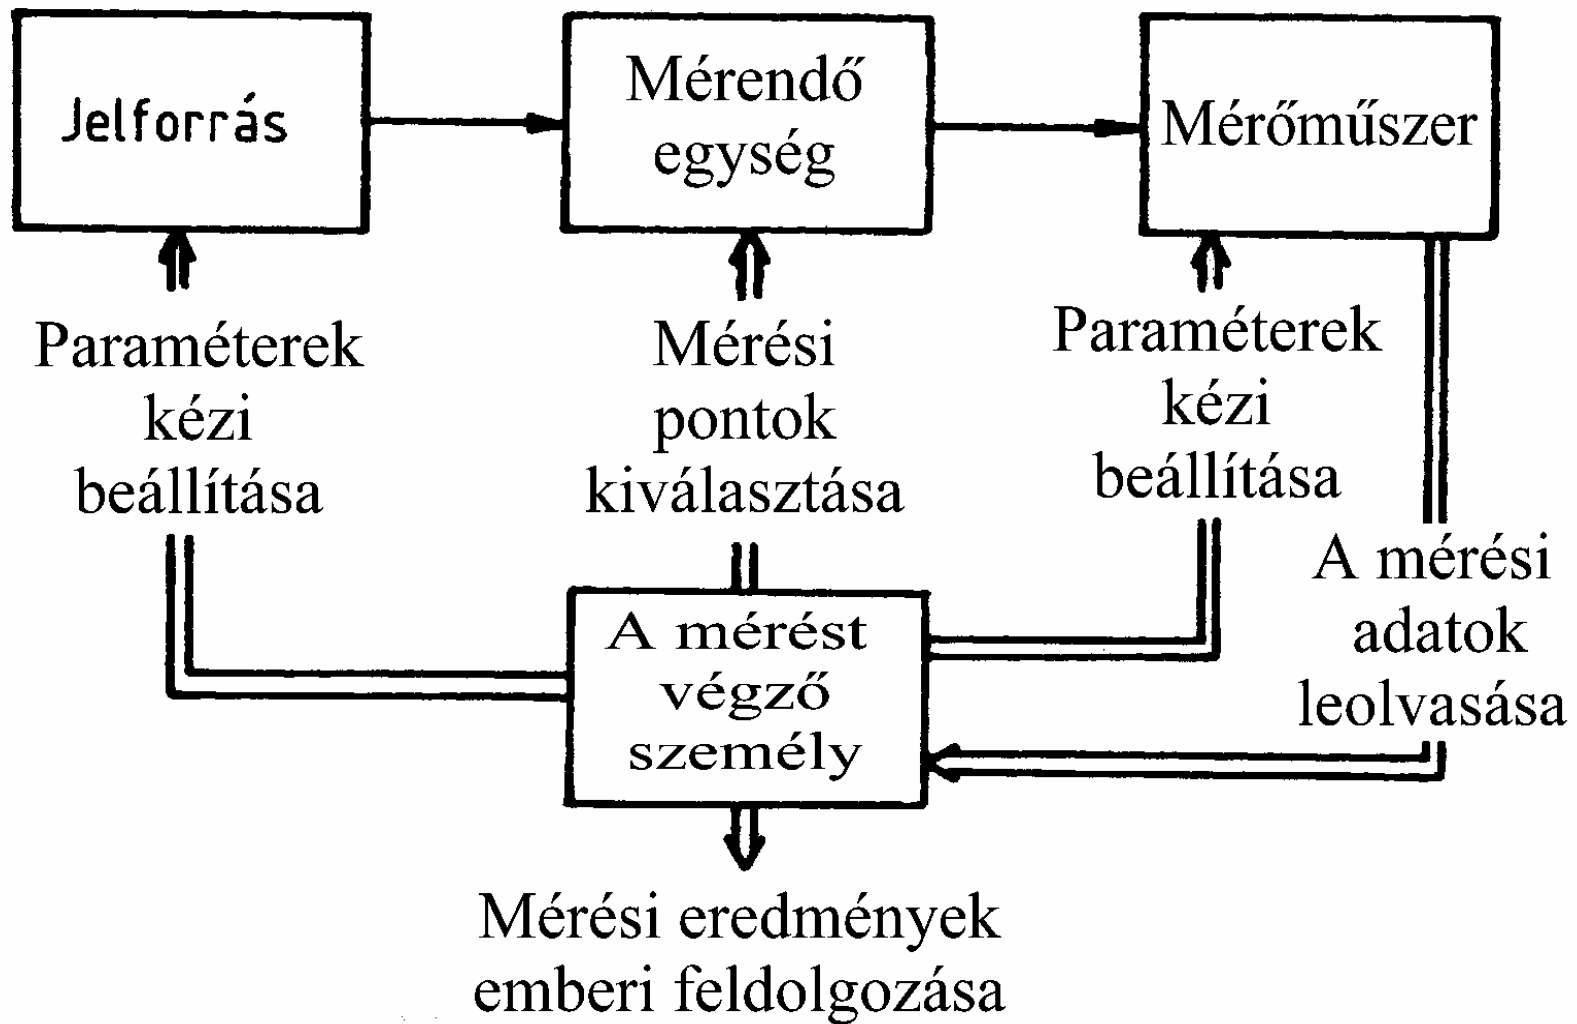 Jelforrás
Mérendő
egység
Mérőműszer
Paraméterek
kézi
beállítása
Mérési
pontok
kiválasztása
Paraméterek
kézi
beállítása
A mérési
adatok
leolvasása
A mérést
végző
személy
Mérési eredmények
emberi feldolgozása